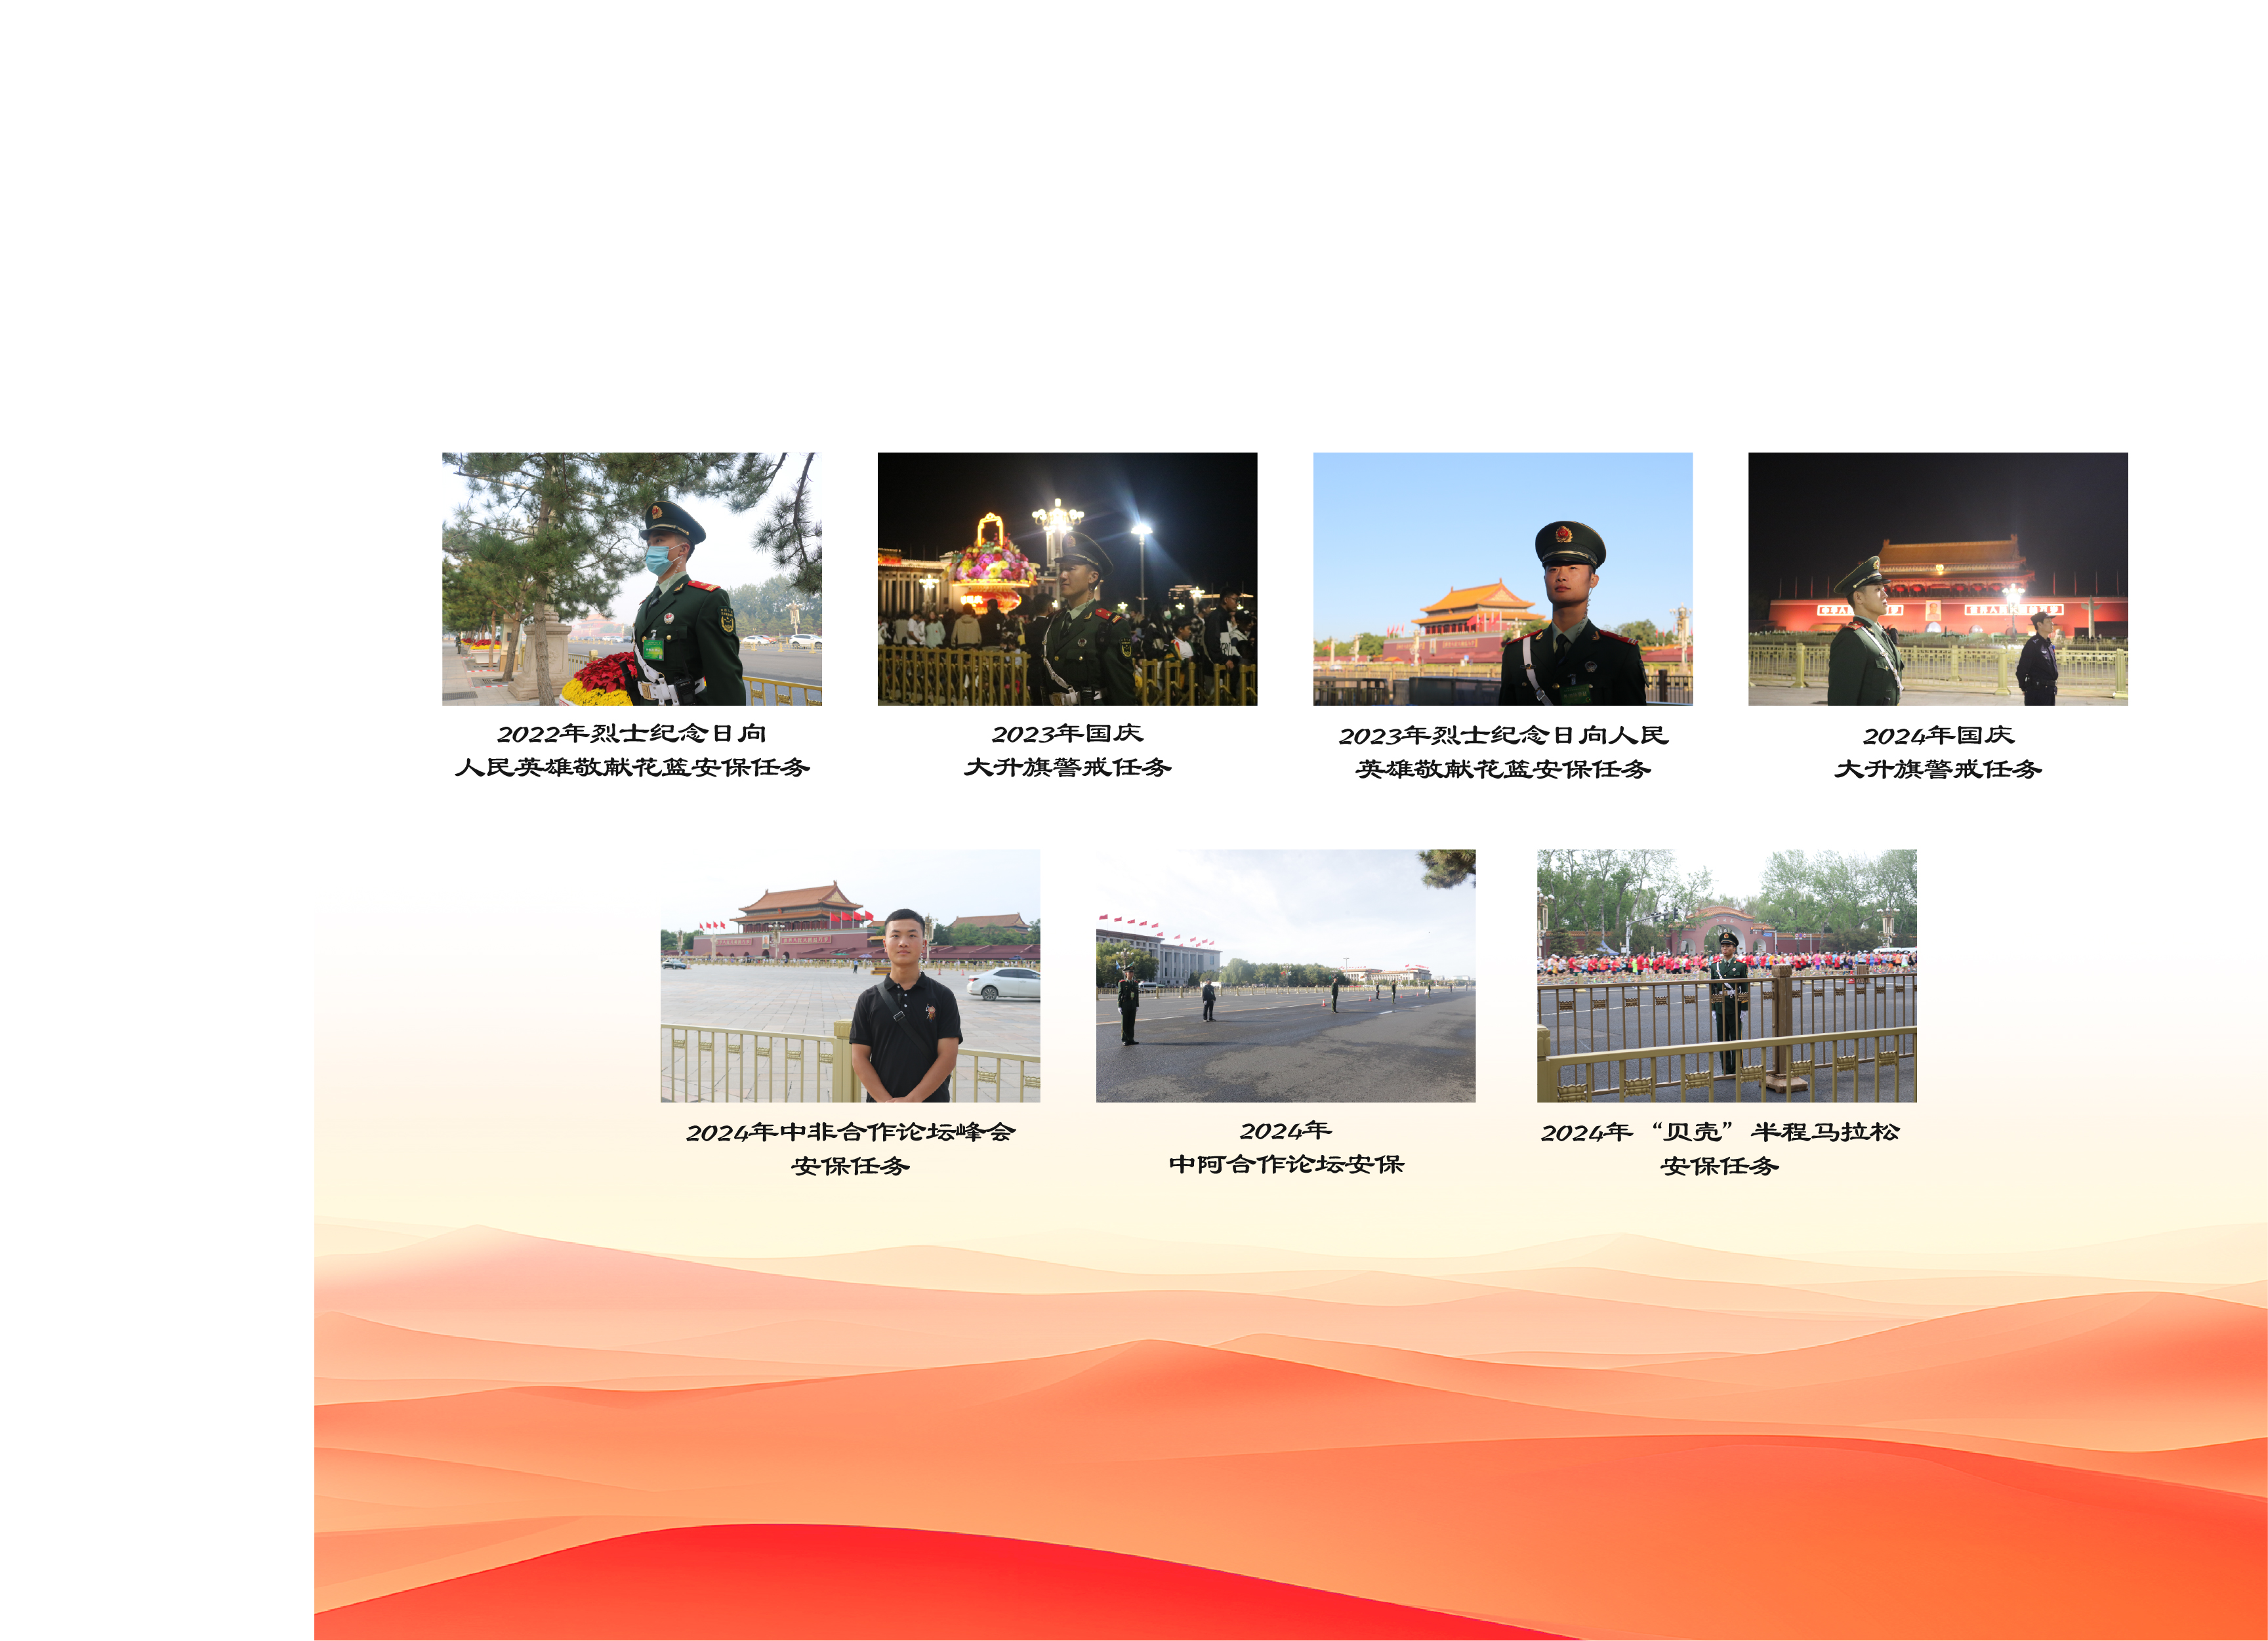 2022年烈士纪念日向
人民英雄敬献花蓝安保任务
2023年国庆
大升旗警戒任务
2023年烈士纪念日向人民
英雄敬献花蓝安保任务
2024年国庆
大升旗警戒任务
2024年中非合作论坛峰会
安保任务
2024年
中阿合作论坛安保
2024年“贝壳”半程马拉松
安保任务